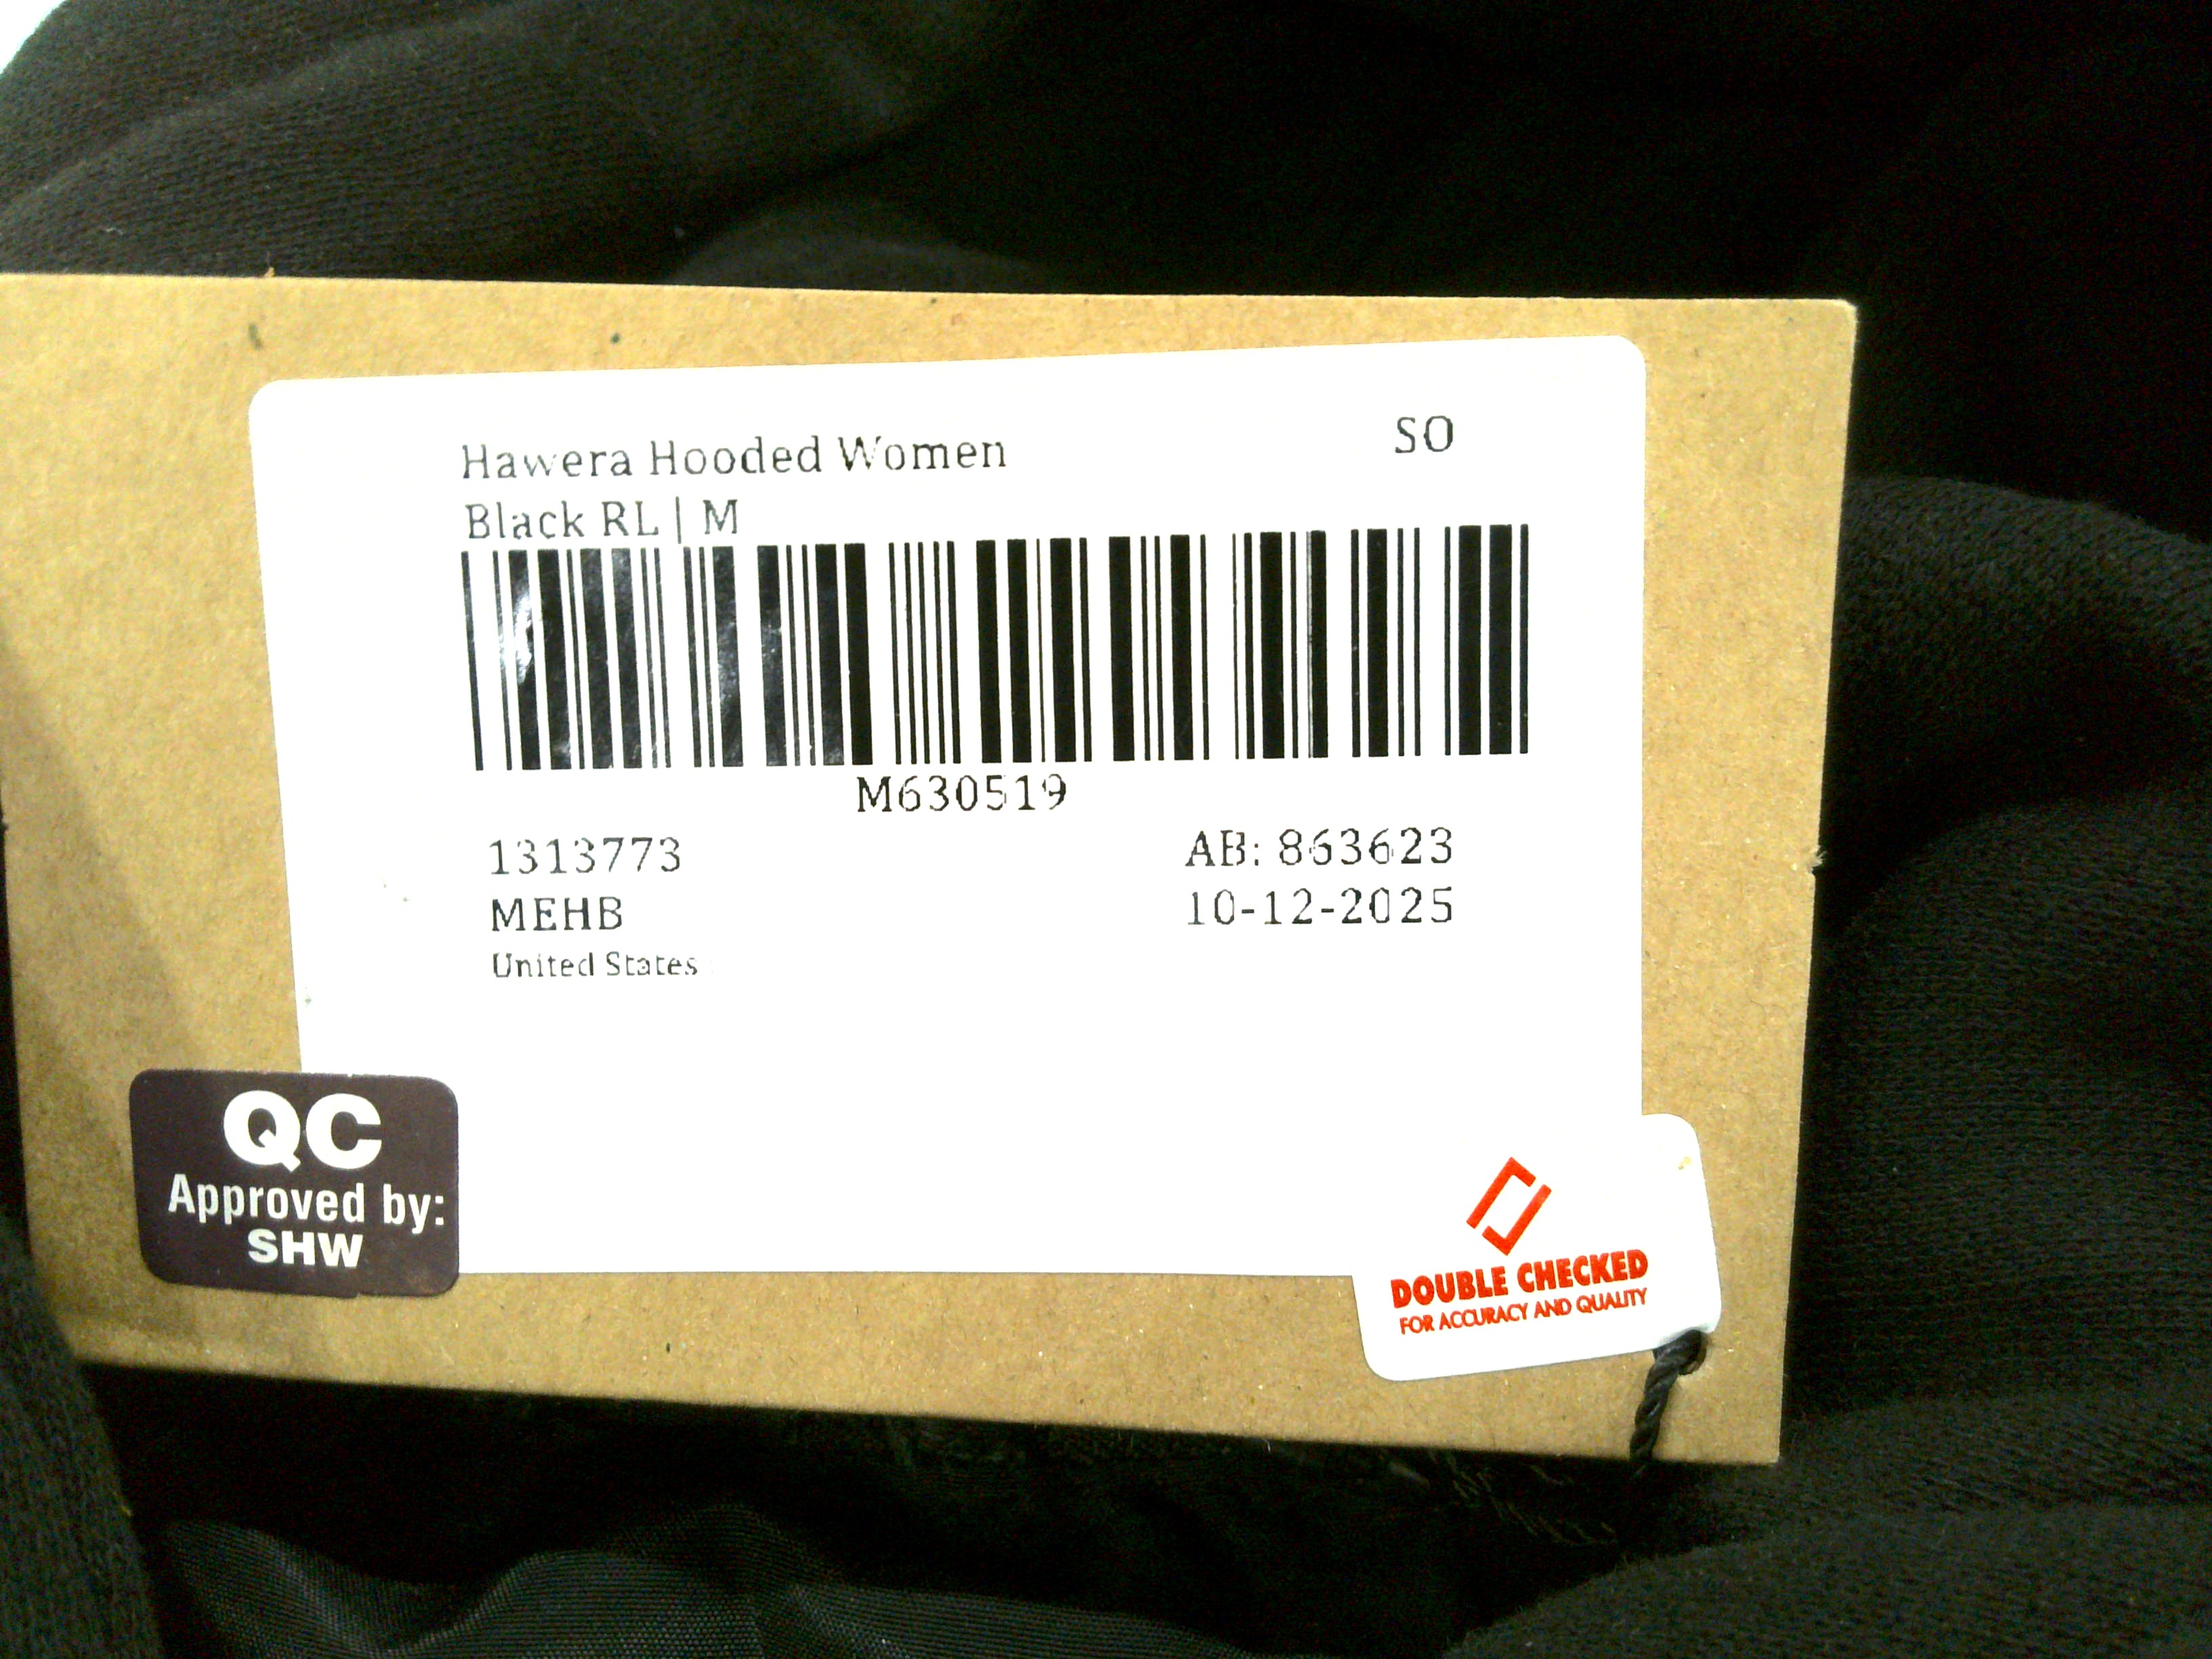 Hawera Hooded Women
SO
Black RL | M
M630519
1313773
AB: 863623
MEHB
10-12-2025
United States
QC
Approved by:
SHW
DOUBLE CHECKED
FOR ACCURACY AND QUALITY